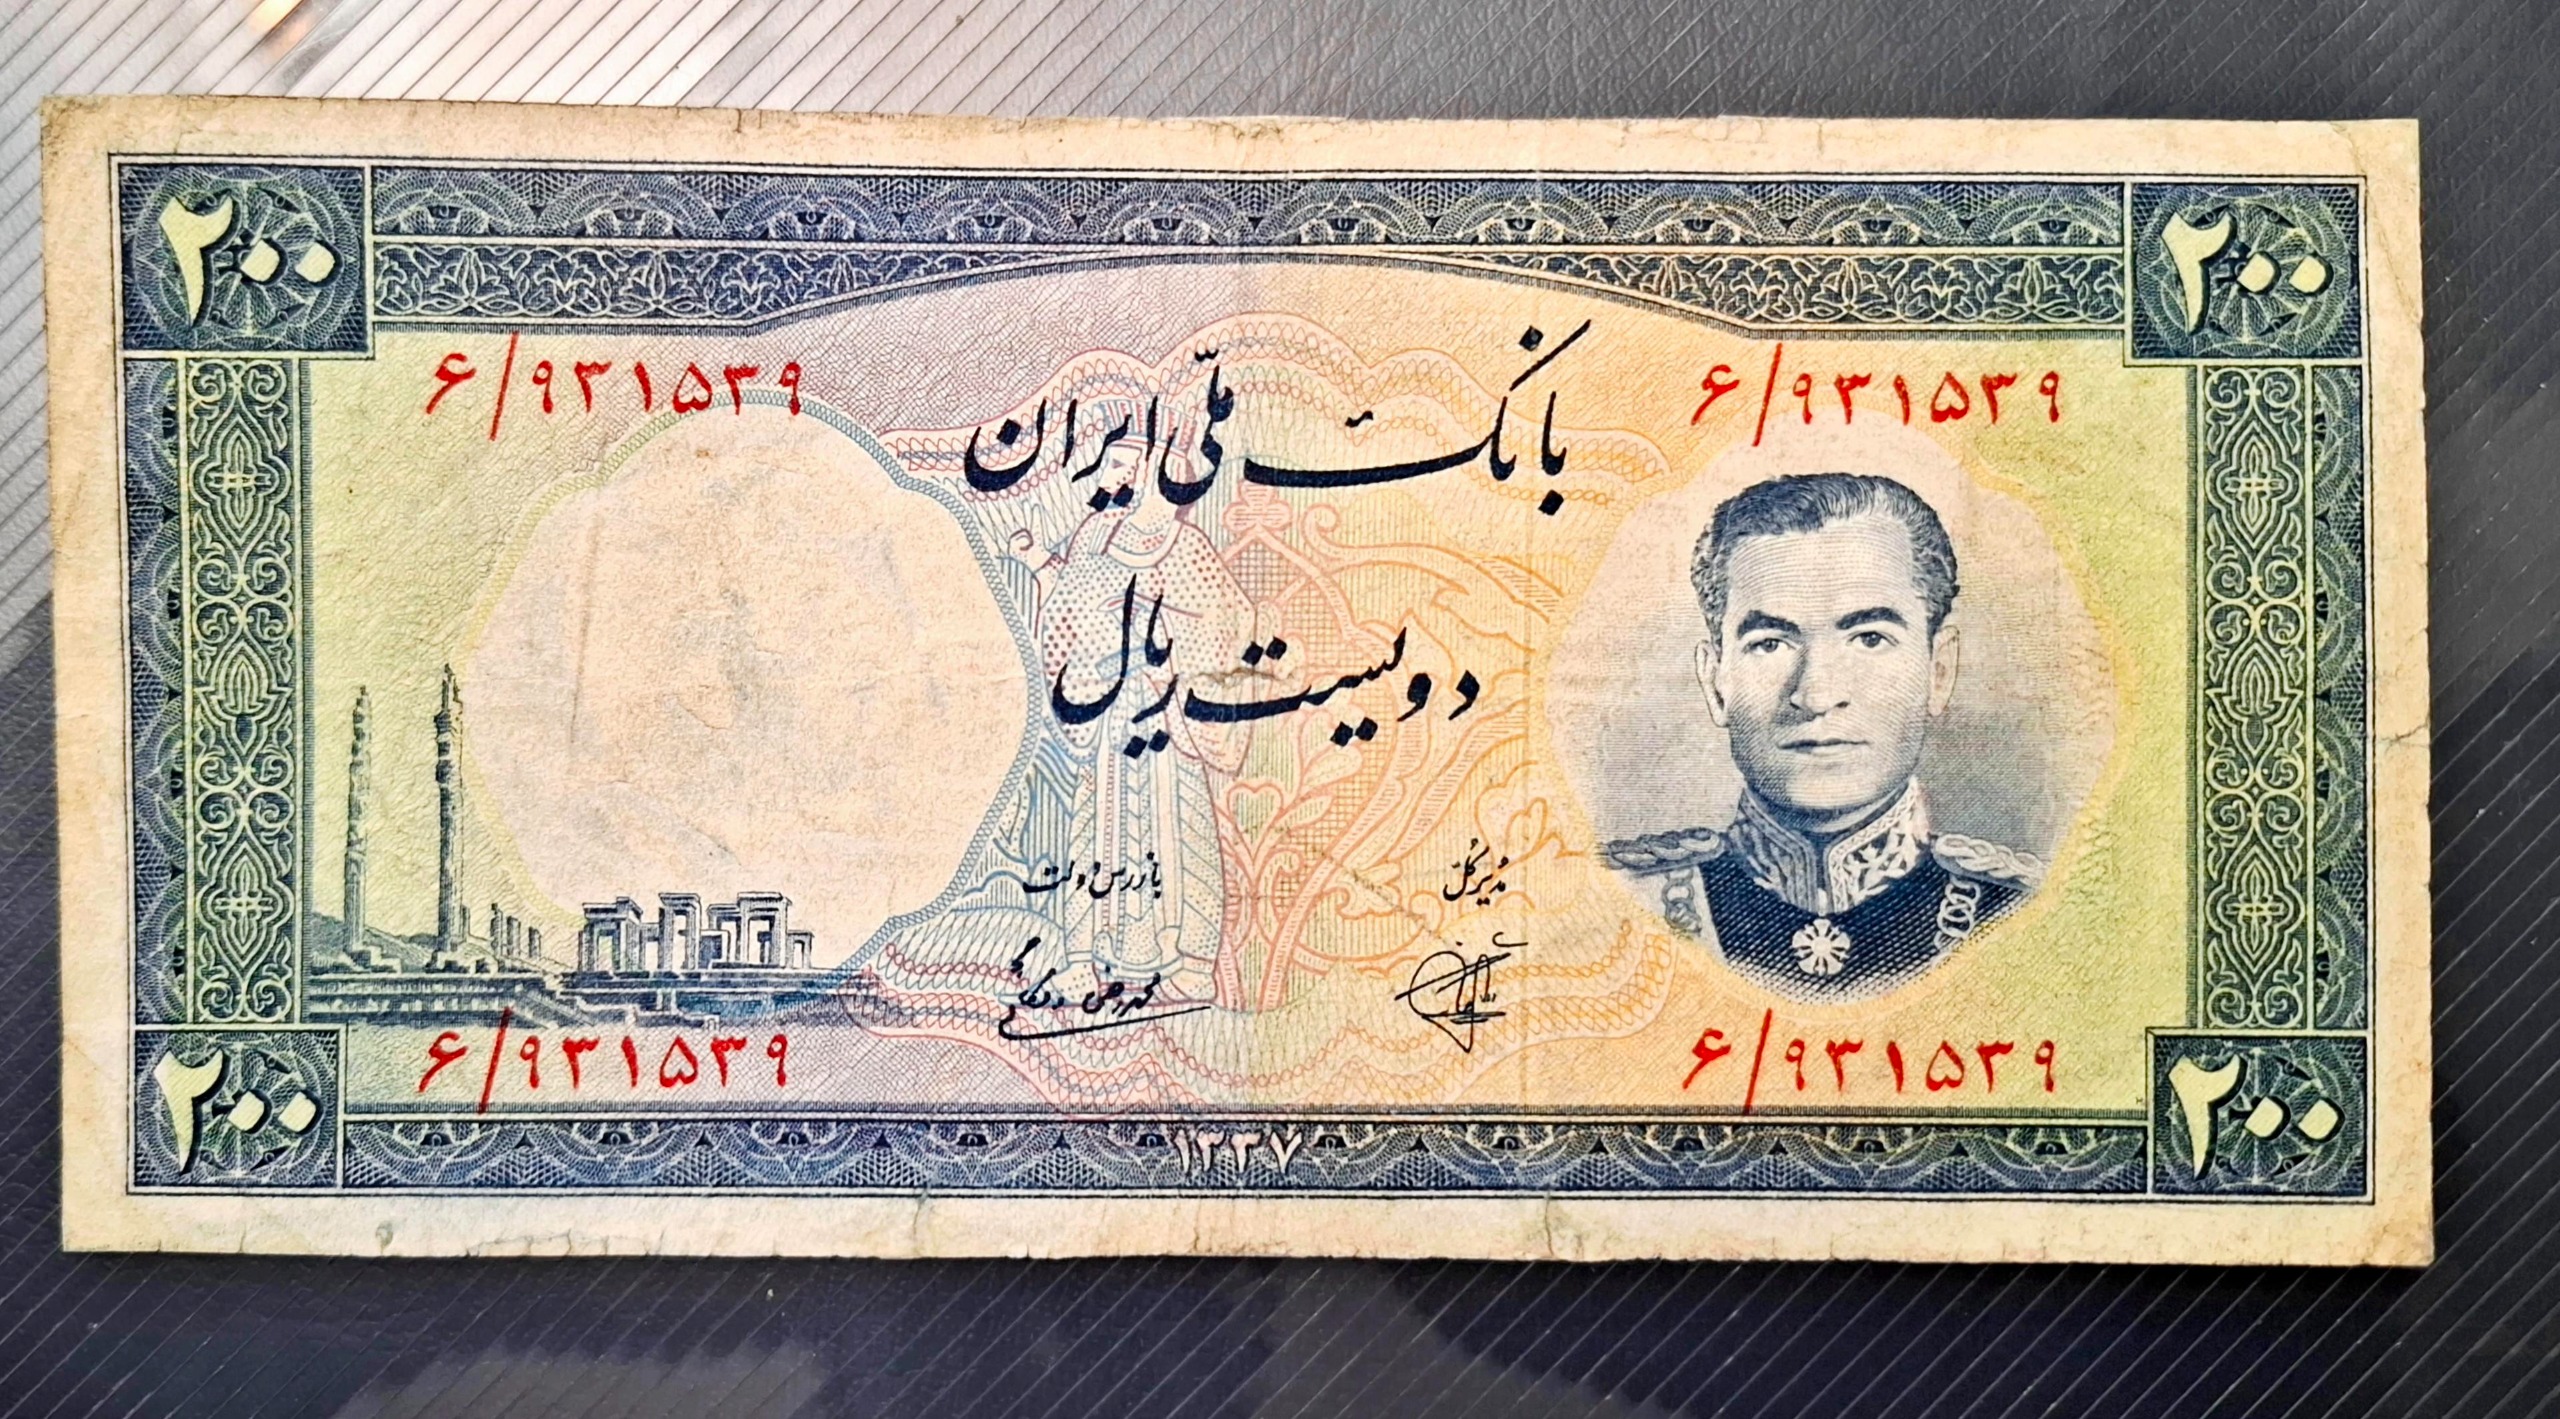 ۲۰۰ ۲۰۰
۶/۹۳۱۵۳۹ ۶/۹۳۱۵۳۹
بانک ملّی ایران
دویست ریال
مدیر کلّ بازرس دولت
۶/۹۳۱۵۳۹ ۶/۹۳۱۵۳۹
۲۰۰ ۲۰۰
۱۳۳۷